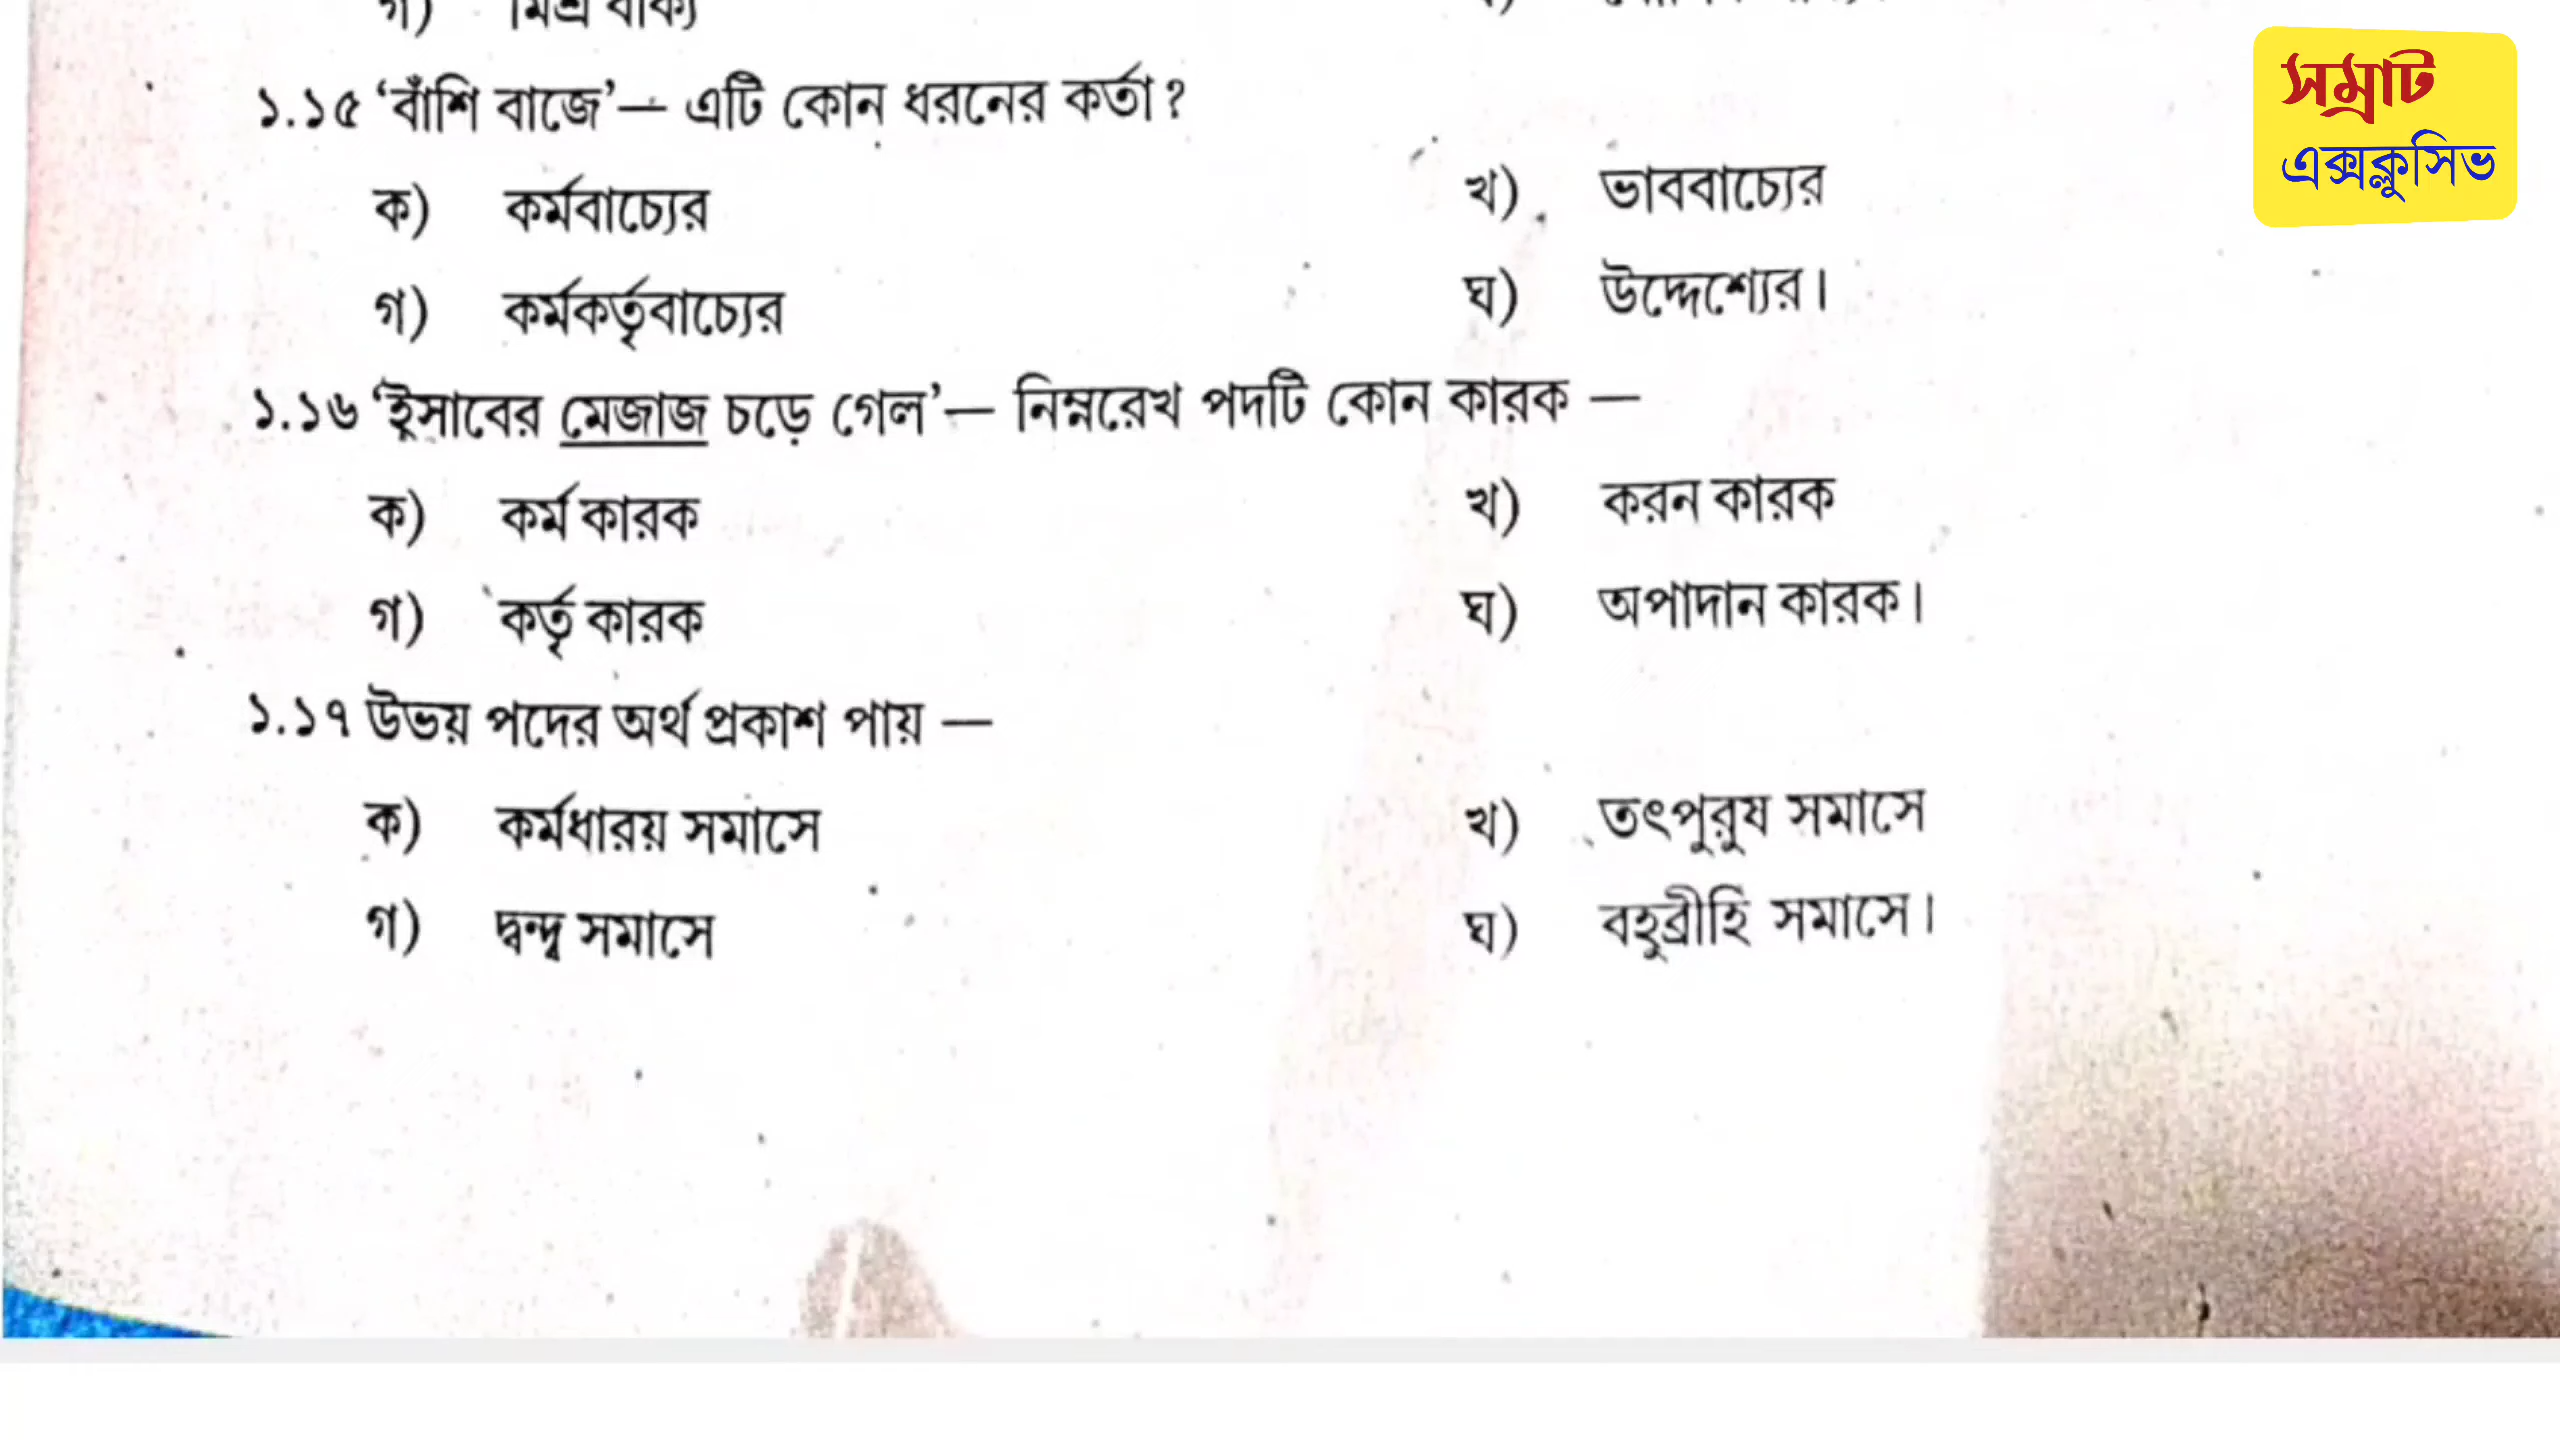 গ) মিশ্র বাক্য
সম্রাট
এক্সক্লুসিভ
১.১৫ ‘বাঁশি বাজে’— এটি কোন ধরনের কর্তা?
ক) কর্মবাচ্যের খ) ভাববাচ্যের
গ) কর্মকর্তৃবাচ্যের ঘ) উদ্দেশ্যের।
১.১৬ ‘ইসাবের মেজাজ চড়ে গেল’— নিম্নরেখ পদটি কোন কারক —
ক) কর্ম কারক খ) করন কারক
গ) কর্তৃ কারক ঘ) অপাদান কারক।
১.১৭ উভয় পদের অর্থ প্রকাশ পায় —
ক) কর্মধারয় সমাসে খ) তৎপুরুষ সমাসে
গ) দ্বন্দ্ব সমাসে ঘ) বহুব্রীহি সমাসে।